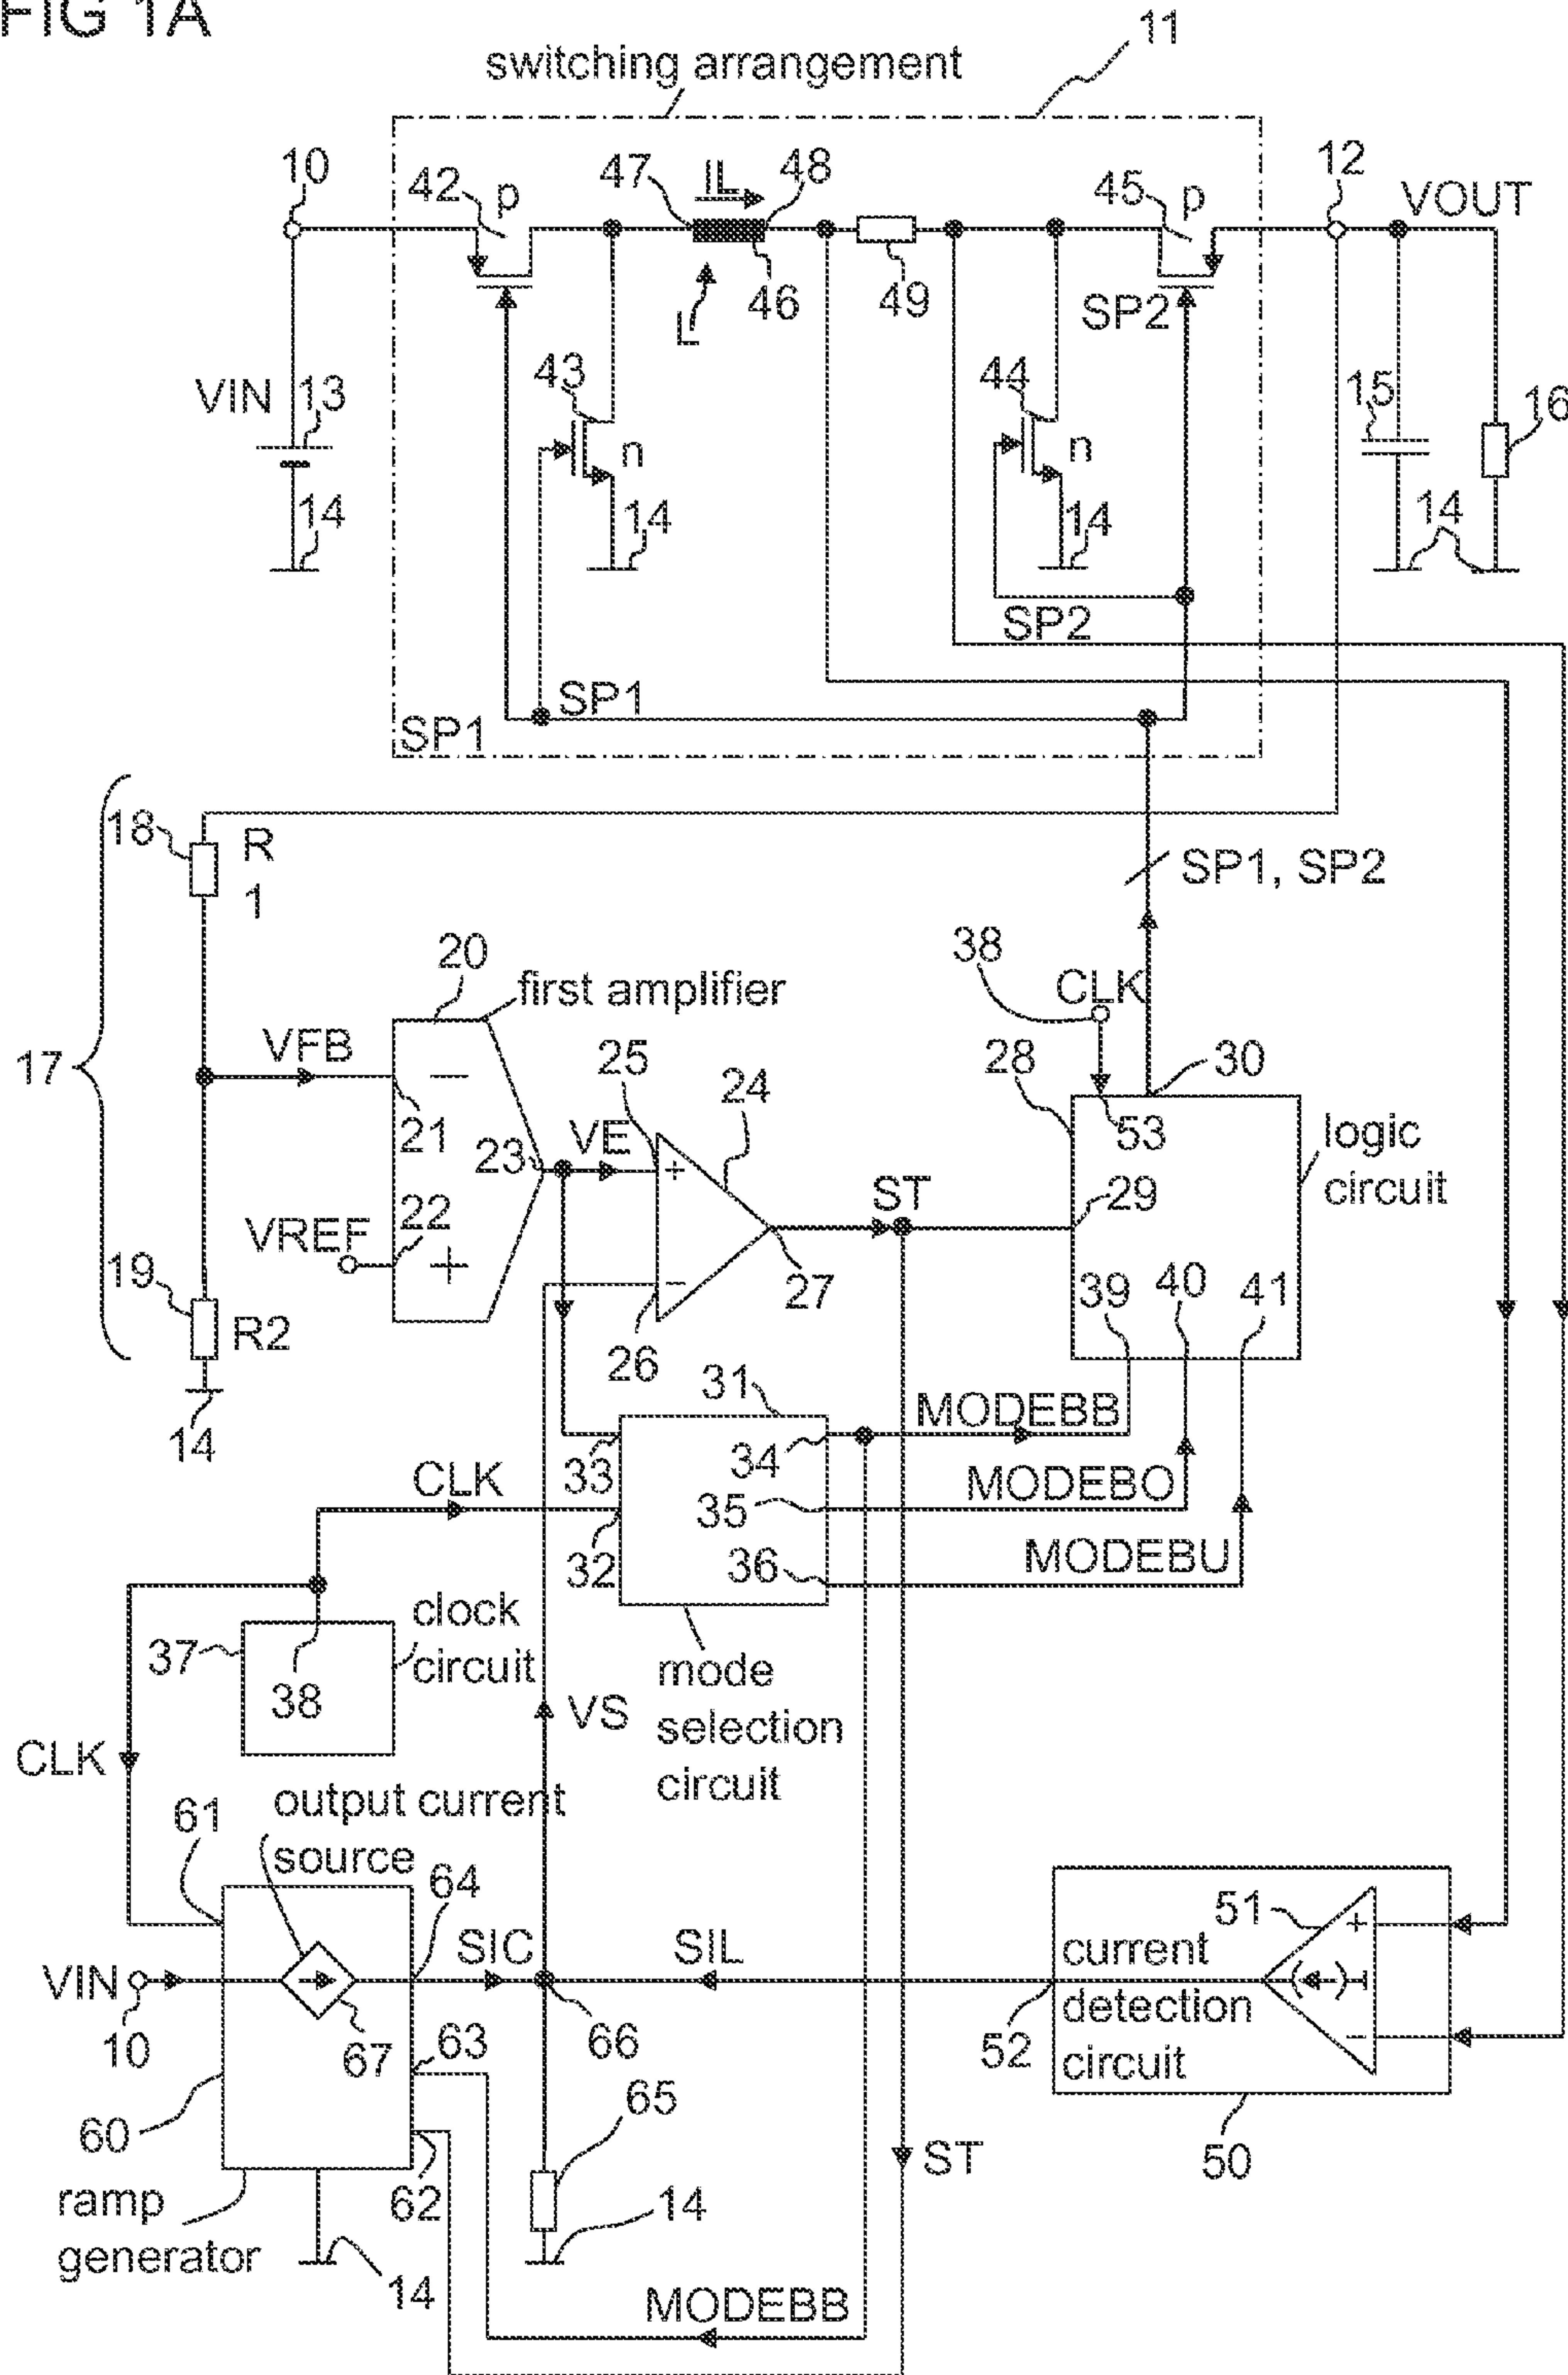 FIG 1A
switching arrangement
11
10
42
p
47
IL
48
45
p
12
VOUT
L
46
49
SP2
VIN
13
43
n
44
n
15
16
14
14
14
14
SP2
SP1
SP1
17
18
R
1
SP1, SP2
20
first amplifier
38
CLK
VFB
−
21
25
24
28
30
53
logic
circuit
23
VE
+
ST
29
VREF
22
+
−
27
39
40
41
19
R2
26
14
31
MODEBB
33
34
CLK
MODEBO
35
32
36
MODEBU
37
38
clock
circuit
mode
selection
circuit
VS
CLK
output current
source
61
64
51
+
SIC
SIL
current
detection
circuit
VIN
10
67
63
66
52
−
60
65
50
ST
ramp
generator
62
14
14
MODEBB